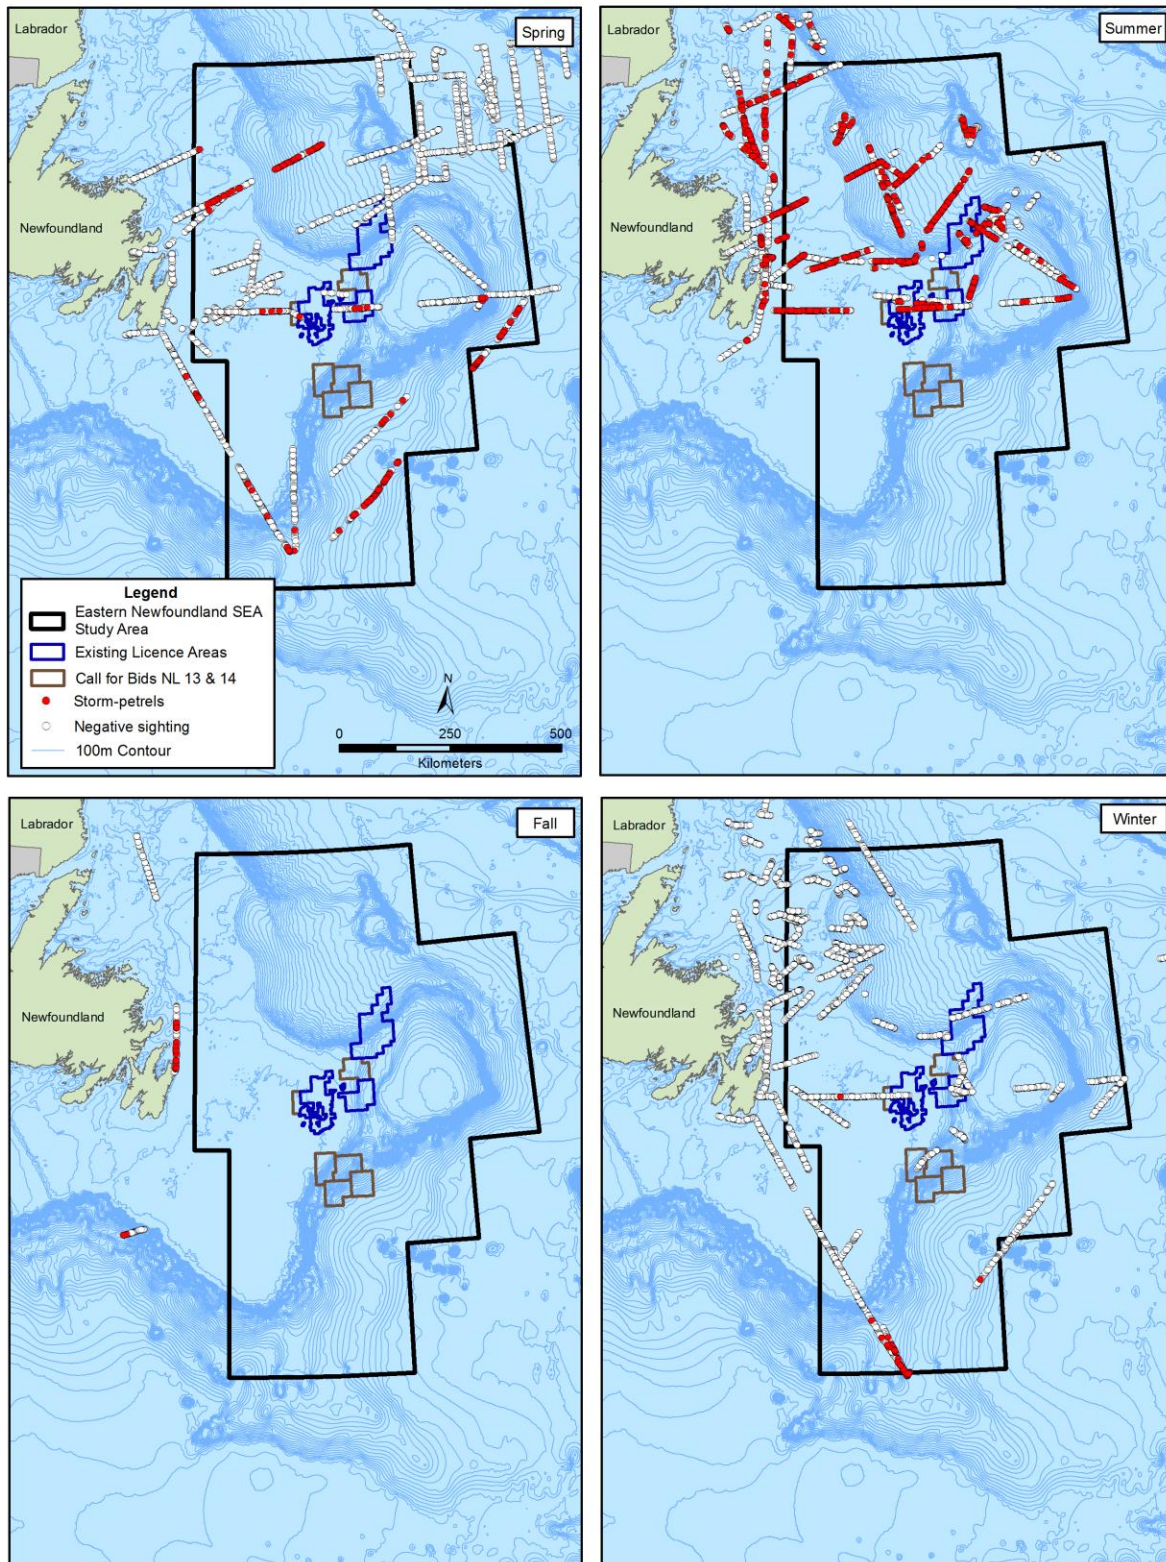 Labrador
Spring
Newfoundland
Legend
Eastern Newfoundland SEA
Study Area
Existing Licence Areas
Call for Bids NL 13 & 14
Storm-petrels
Negative sighting
100m Contour
N
0 250 500
Kilometers
Labrador
Summer
Newfoundland
Labrador
Fall
Newfoundland
Labrador
Winter
Newfoundland